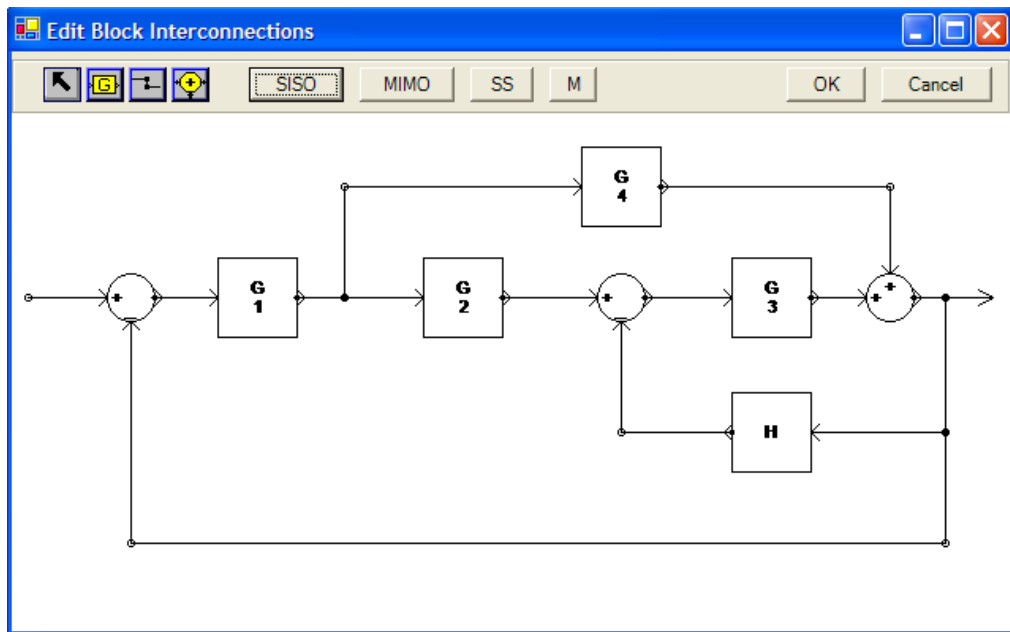 Edit Block Interconnections
G SISO MIMO SS M OK Cancel
G
4
+ G
1
G
2
+ G
3
+ +
H